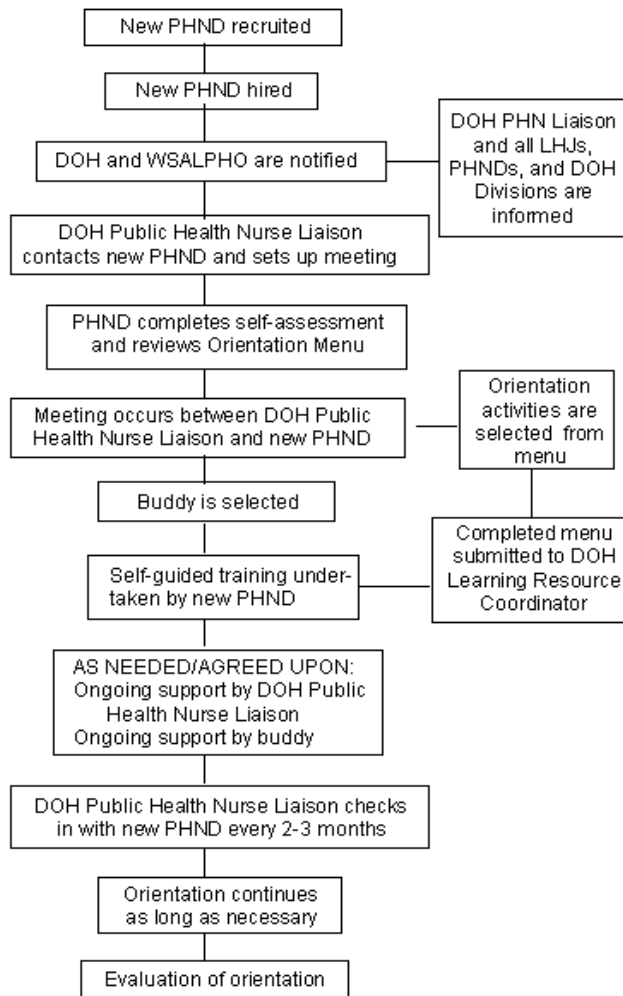 New PHND recruited
New PHND hired
DOH and WSALPHO are notified
DOH PHN Liaison
and all LHJs,
PHNDs, and DOH
Divisions are
informed
DOH Public Health Nurse Liaison
contacts new PHND and sets up meeting
PHND completes self-assessment
and reviews Orientation Menu
Meeting occurs between DOH Public
Health Nurse Liaison and new PHND
Orientation
activities are
selected from
menu
Buddy is selected
Completed menu
submitted to DOH
Learning Resource
Coordinator
Self-guided training under-
taken by new PHND
AS NEEDED/AGREED UPON:
Ongoing support by DOH Public
Health Nurse Liaison
Ongoing support by buddy
DOH Public Health Nurse Liaison checks
in with new PHND every 2-3 months
Orientation continues
as long as necessary
Evaluation of orientation